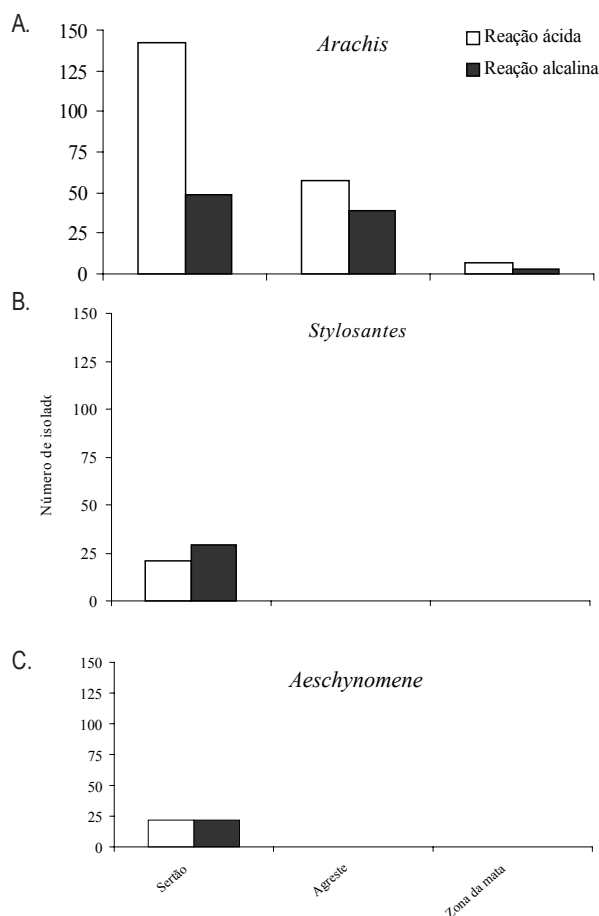 A.
Arachis
Reação ácida
Reação alcalina
150
125
100
75
50
25
0
B.
Stylosantes
150
125
100
75
50
25
0
Número de isolado
C.
Aeschynomene
150
125
100
75
50
25
0
Sertão
Agreste
Zona da mata